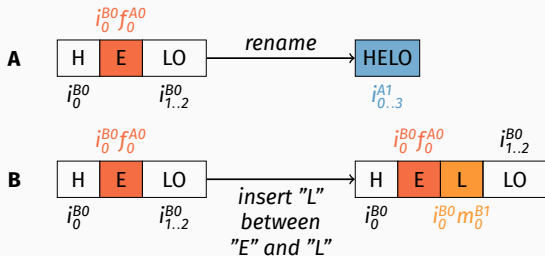 i_0^{B0}f_0^{A0}
A H E LO rename HELO
i_0^{B0} i_{1..2}^{B0} i_{0..3}^{A1}
i_0^{B0}f_0^{A0} i_0^{B0}f_0^{A0} i_{1..2}^{B0}
B H E LO H E L LO
i_0^{B0} i_{1..2}^{B0} insert ”L” i_0^{B0} i_0^{B0}m_0^{B1}
between
”E” and ”L”